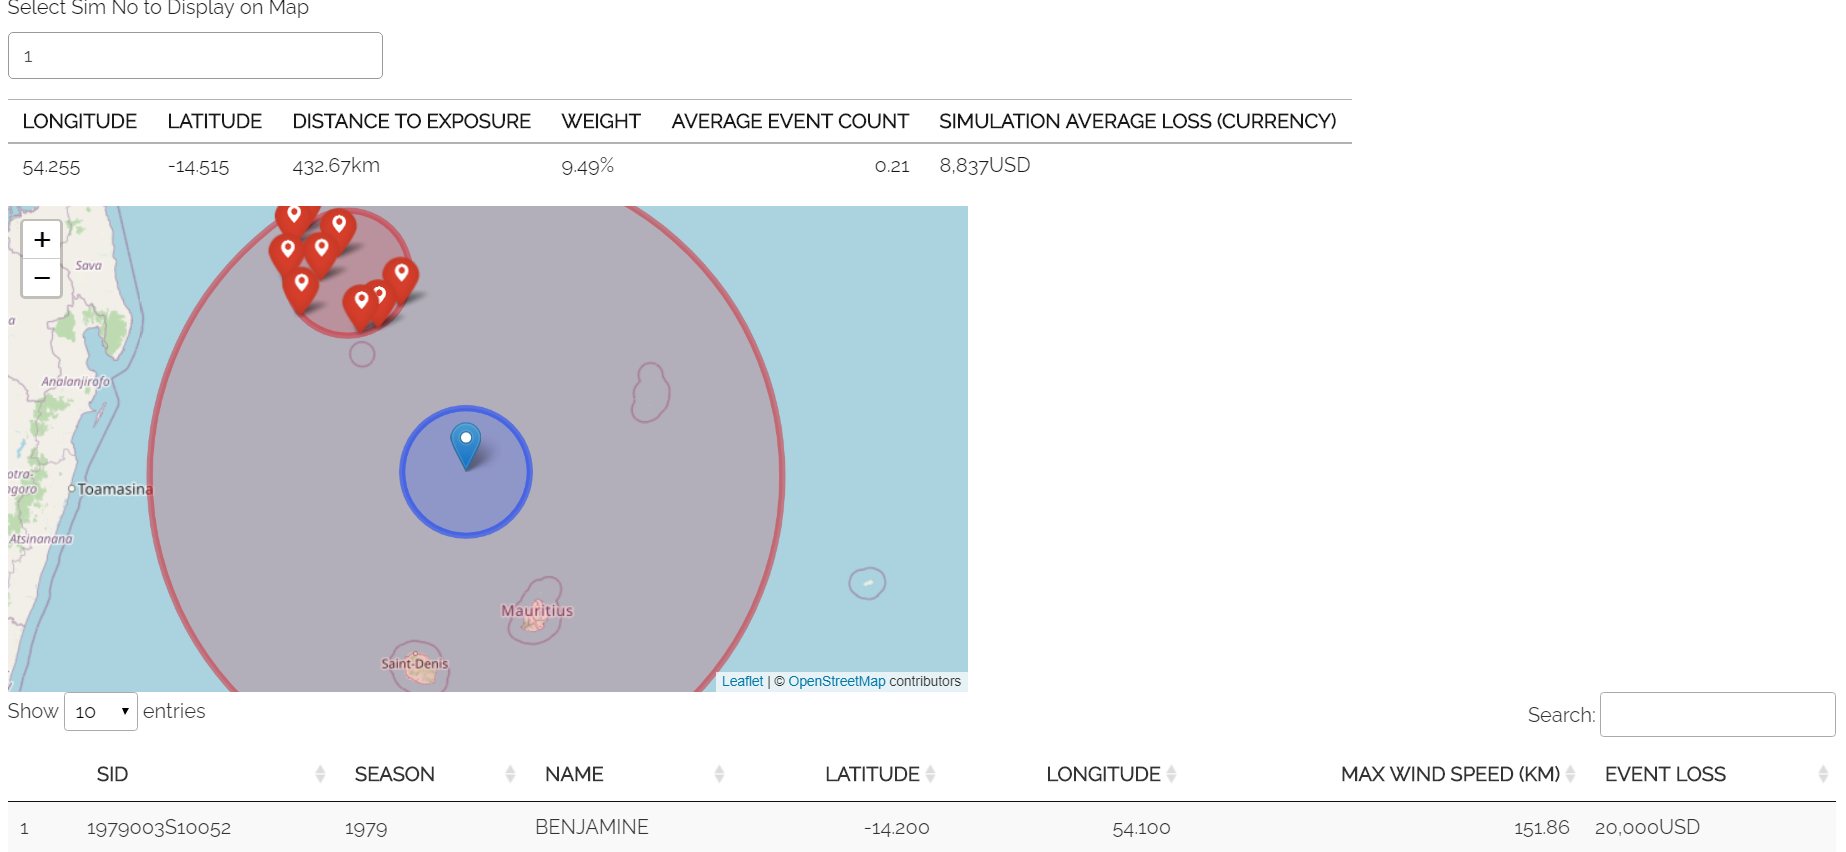 Select Sim No to Display on Map
1
LONGITUDE LATITUDE DISTANCE TO EXPOSURE WEIGHT AVERAGE EVENT COUNT SIMULATION AVERAGE LOSS (CURRENCY)
54.255 -14.515 432.67km 9.49% 0.21 8,837USD
+
−
Sava
a
Analanjirofo
otra-
ngoro
Toamasina
Atsinanana
Mauritius
Saint-Denis
Leaflet | © OpenStreetMap contributors
Show 10 entries
Search:
SID SEASON NAME LATITUDE LONGITUDE MAX WIND SPEED (KM) EVENT LOSS
1 1979003S10052 1979 BENJAMINE -14.200 54.100 151.86 20,000USD